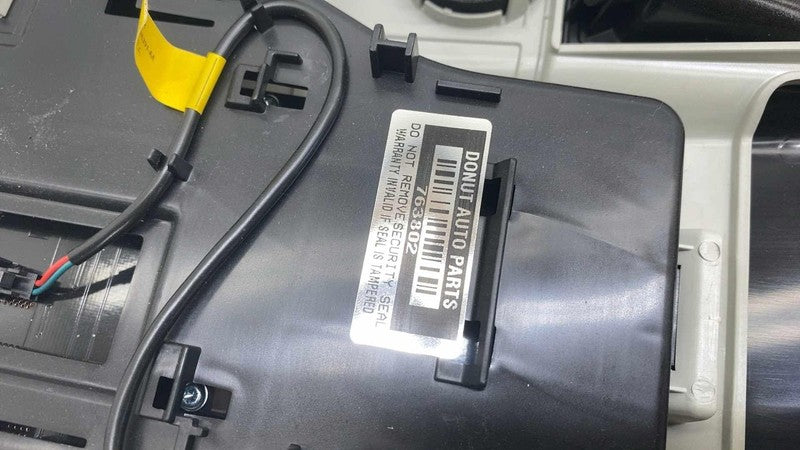 DONUT AUTO PARTS
763802
DO NOT REMOVE SECURITY SEAL
WARRANTY INVALID IF SEAL IS TAMPERED